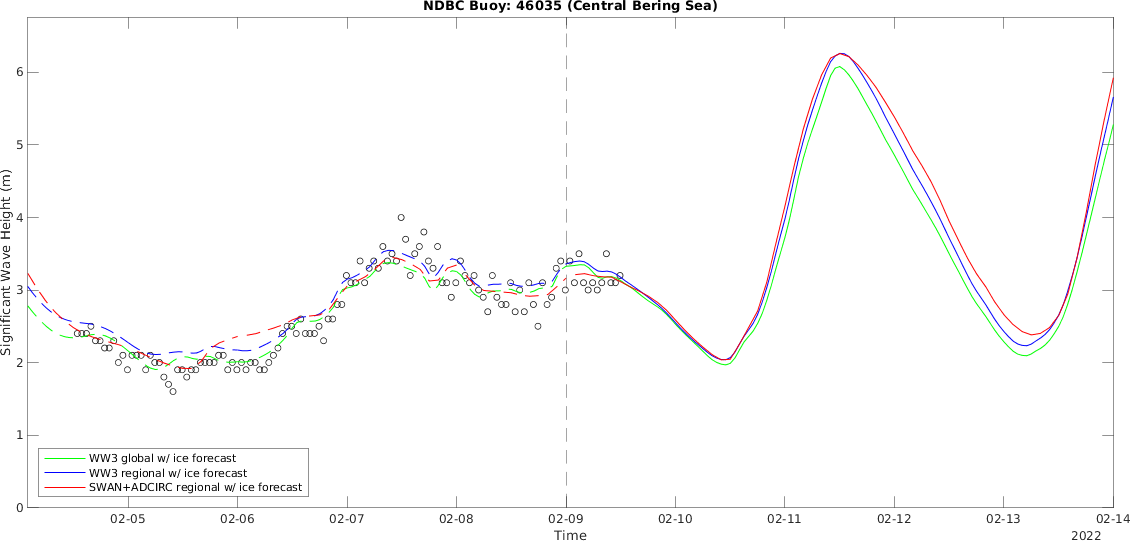 NDBC Buoy: 46035 (Central Bering Sea)
Significant Wave Height (m)
6
5
4
3
2
1
0
WW3 global w/ ice forecast
WW3 regional w/ ice forecast
SWAN+ADCIRC regional w/ ice forecast
02-05 02-06 02-07 02-08 02-09 02-10 02-11 02-12 02-13 02-14
Time
2022